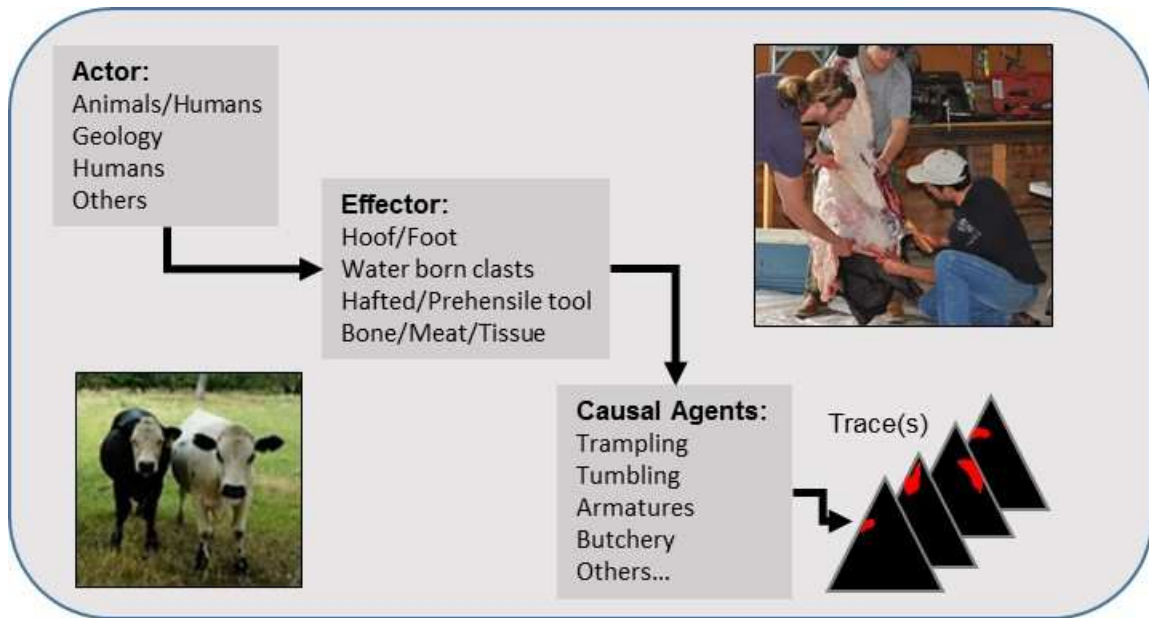 Actor:
Animals/Humans
Geology
Humans
Others
Effector:
Hoof/Foot
Water born clasts
Hafted/Prehensile tool
Bone/Meat/Tissue
Causal Agents:
Trampling
Tumbling
Armatures
Butchery
Others...
Trace(s)